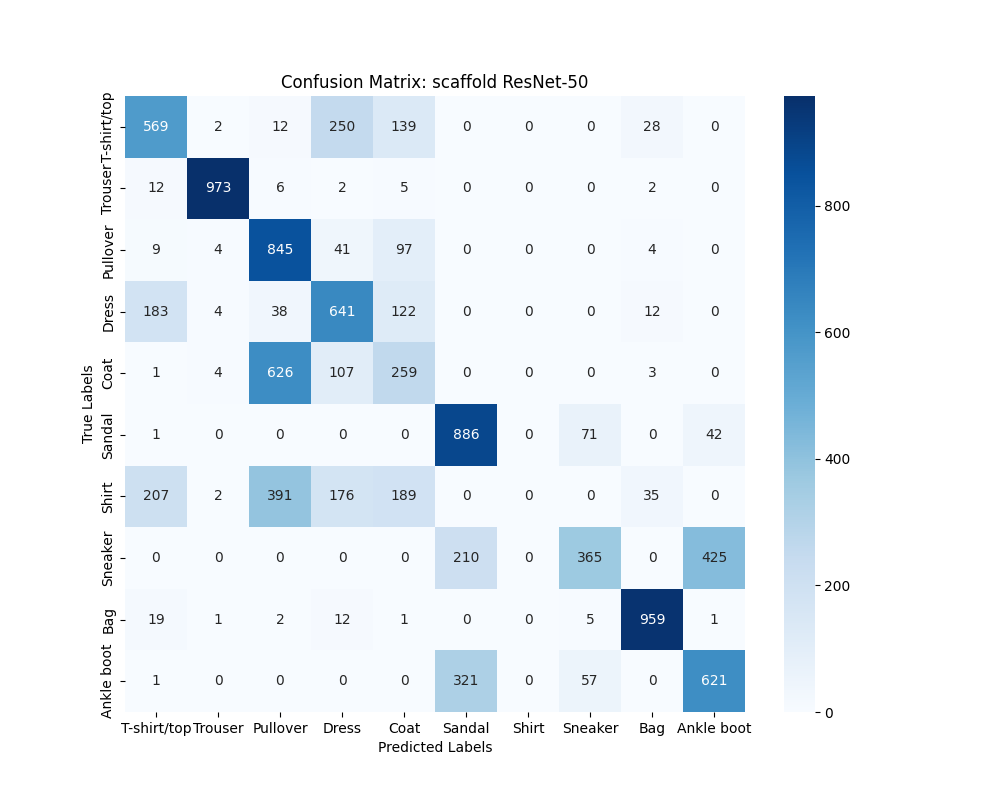 Confusion Matrix: scaffold ResNet-50
True Labels
T-shirt/top 569 2 12 250 139 0 0 0 28 0
Trouser 12 973 6 2 5 0 0 0 2 0
Pullover 9 4 845 41 97 0 0 0 4 0
Dress 183 4 38 641 122 0 0 0 12 0
Coat 1 4 626 107 259 0 0 0 3 0
Sandal 1 0 0 0 0 886 0 71 0 42
Shirt 207 2 391 176 189 0 0 0 35 0
Sneaker 0 0 0 0 0 210 0 365 0 425
Bag 19 1 2 12 1 0 0 5 959 1
Ankle boot 1 0 0 0 0 321 0 57 0 621
T-shirt/top Trouser Pullover Dress Coat Sandal Shirt Sneaker Bag Ankle boot
Predicted Labels
800
600
400
200
0